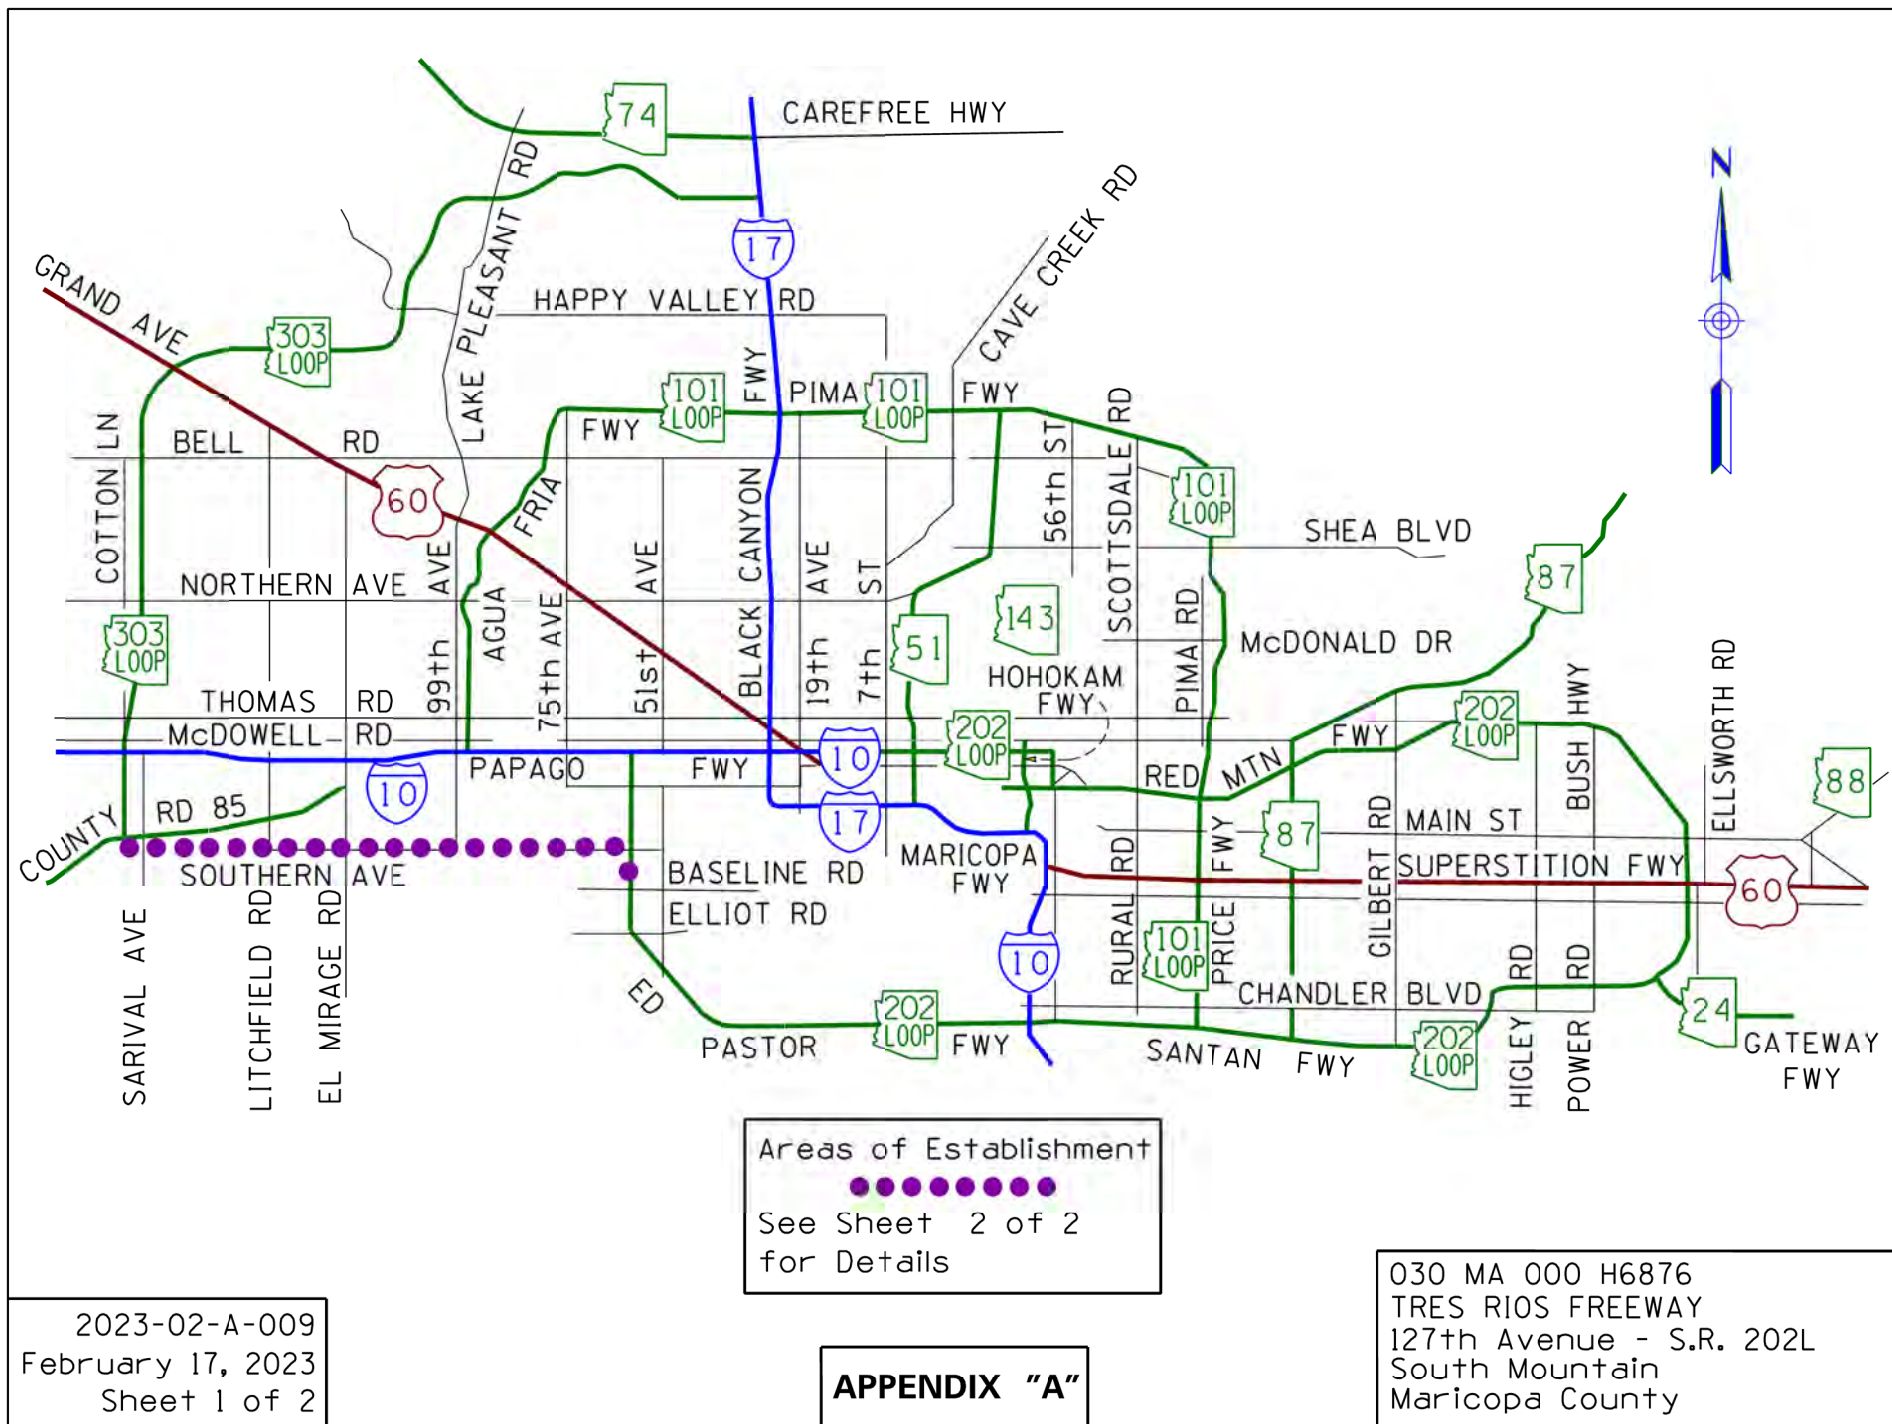 74
CAREFREE HWY
N
LAKE PLEASANT RD
17
CAVE CREEK RD
GRAND AVE
HAPPY VALLEY RD
303
LOOP
FWY
101
LOOP
PIMA
101
LOOP
FWY
COTTON LN
BELL RD
FWY
SCOTTSDALE RD
56th ST
60
FRIA
BLACK CANYON
101
LOOP
SHEA BLVD
NORTHERN AVE
99th AVE
AGUA
75th AVE
51st AVE
19th AVE
7th ST
87
143
303
LOOP
51
PIMA RD
McDONALD DR
HOHOKAM
FWY
BUSH HWY
ELLSWORTH RD
THOMAS RD
McDOWELL RD
202
LOOP
202
LOOP
FWY
10
PAPAGO FWY
10
RED MTN
88
COUNTY RD 85
17
87
GILBERT RD
MAIN ST
MARICOPA
FWY
SUPERSTITION FWY
60
SOUTHERN AVE
BASELINE RD
ELLIOT RD
RURAL RD
PRICE FWY
SARIVAL AVE
LITCHFIELD RD
EL MIRAGE RD
10
101
LOOP
ED
PASTOR
202
LOOP
FWY
CHANDLER BLVD
HIGLEY RD
POWER RD
24
GATEWAY
FWY
SANTAN FWY
202
LOOP
Areas of Establishment
See Sheet 2 of 2
for Details
2023-02-A-009
February 17, 2023
Sheet 1 of 2
APPENDIX "A"
030 MA 000 H6876
TRES RIOS FREEWAY
127th Avenue - S.R. 202L
South Mountain
Maricopa County